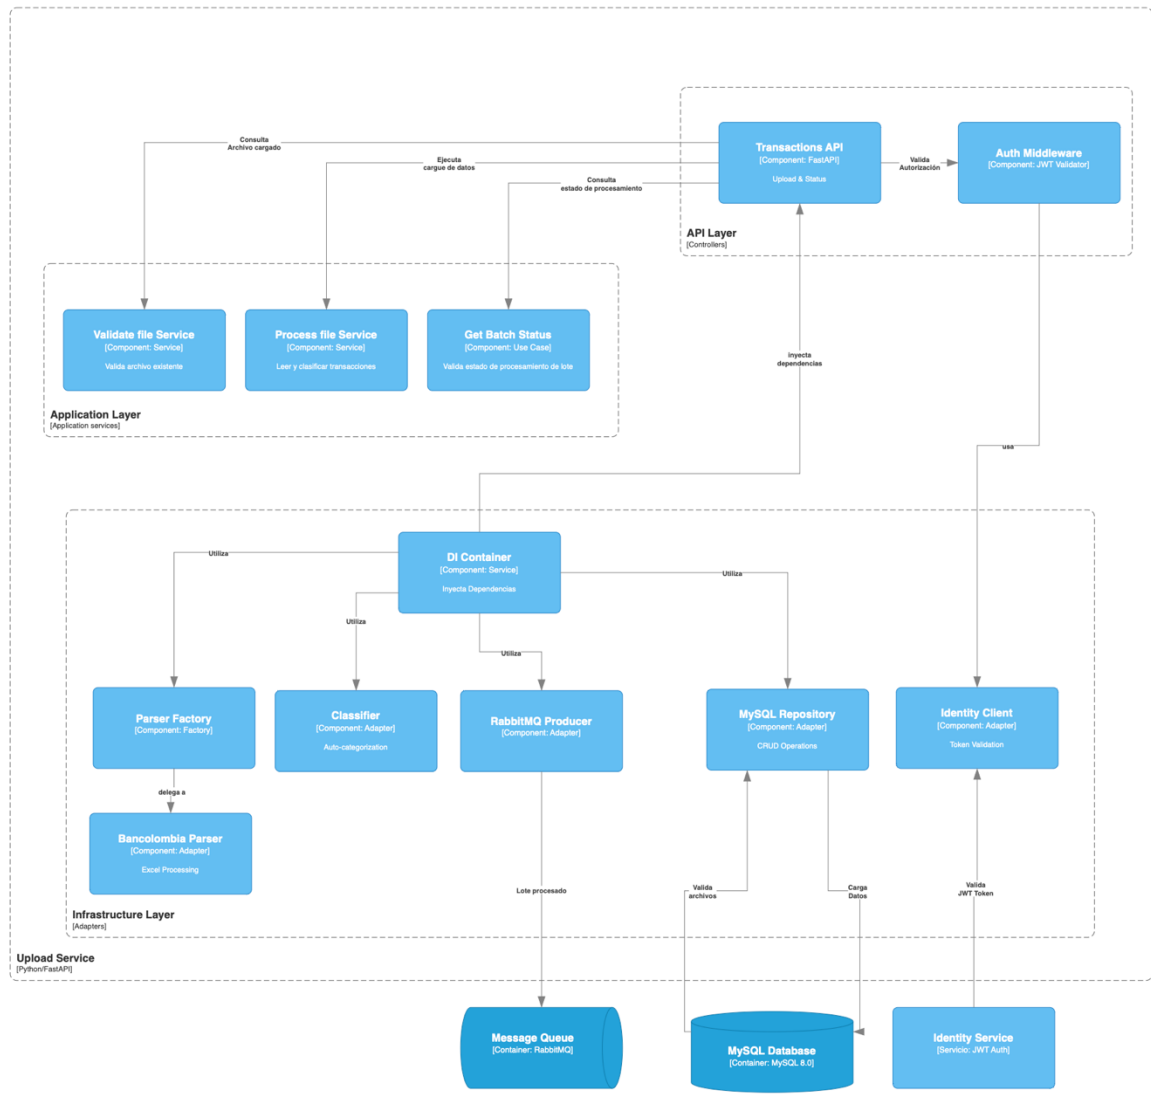 Transactions API
[Component: FastAPI]
Upload & Status
Auth Middleware
[Component: JWT Validator]
Valida
Autorización
Consulta
Archivo cargado
Ejecuta
cargue de datos
Consulta
estado de procesamiento
API Layer
[Controllers]
Validate file Service
[Component: Service]
Valida archivo existente
Process file Service
[Component: Service]
Leer y clasificar transacciones
Get Batch Status
[Component: Use Case]
Valida estado de procesamiento de lote
Application Layer
[Application services]
inyecta
dependencias
usa
DI Container
[Component: Service]
Inyecta Dependencias
Utiliza
Utiliza
Utiliza
Utiliza
Parser Factory
[Component: Factory]
Classifier
[Component: Adapter]
Auto-categorization
RabbitMQ Producer
[Component: Adapter]
MySQL Repository
[Component: Adapter]
CRUD Operations
Identity Client
[Component: Adapter]
Token Validation
delega a
Bancolombia Parser
[Component: Adapter]
Excel Processing
Lote procesado
Valida
archivos
Carga
Datos
Valida
JWT Token
Infrastructure Layer
[Adapters]
Upload Service
[Python/FastAPI]
Message Queue
[Container: RabbitMQ]
MySQL Database
[Container: MySQL 8.0]
Identity Service
[Servicio: JWT Auth]